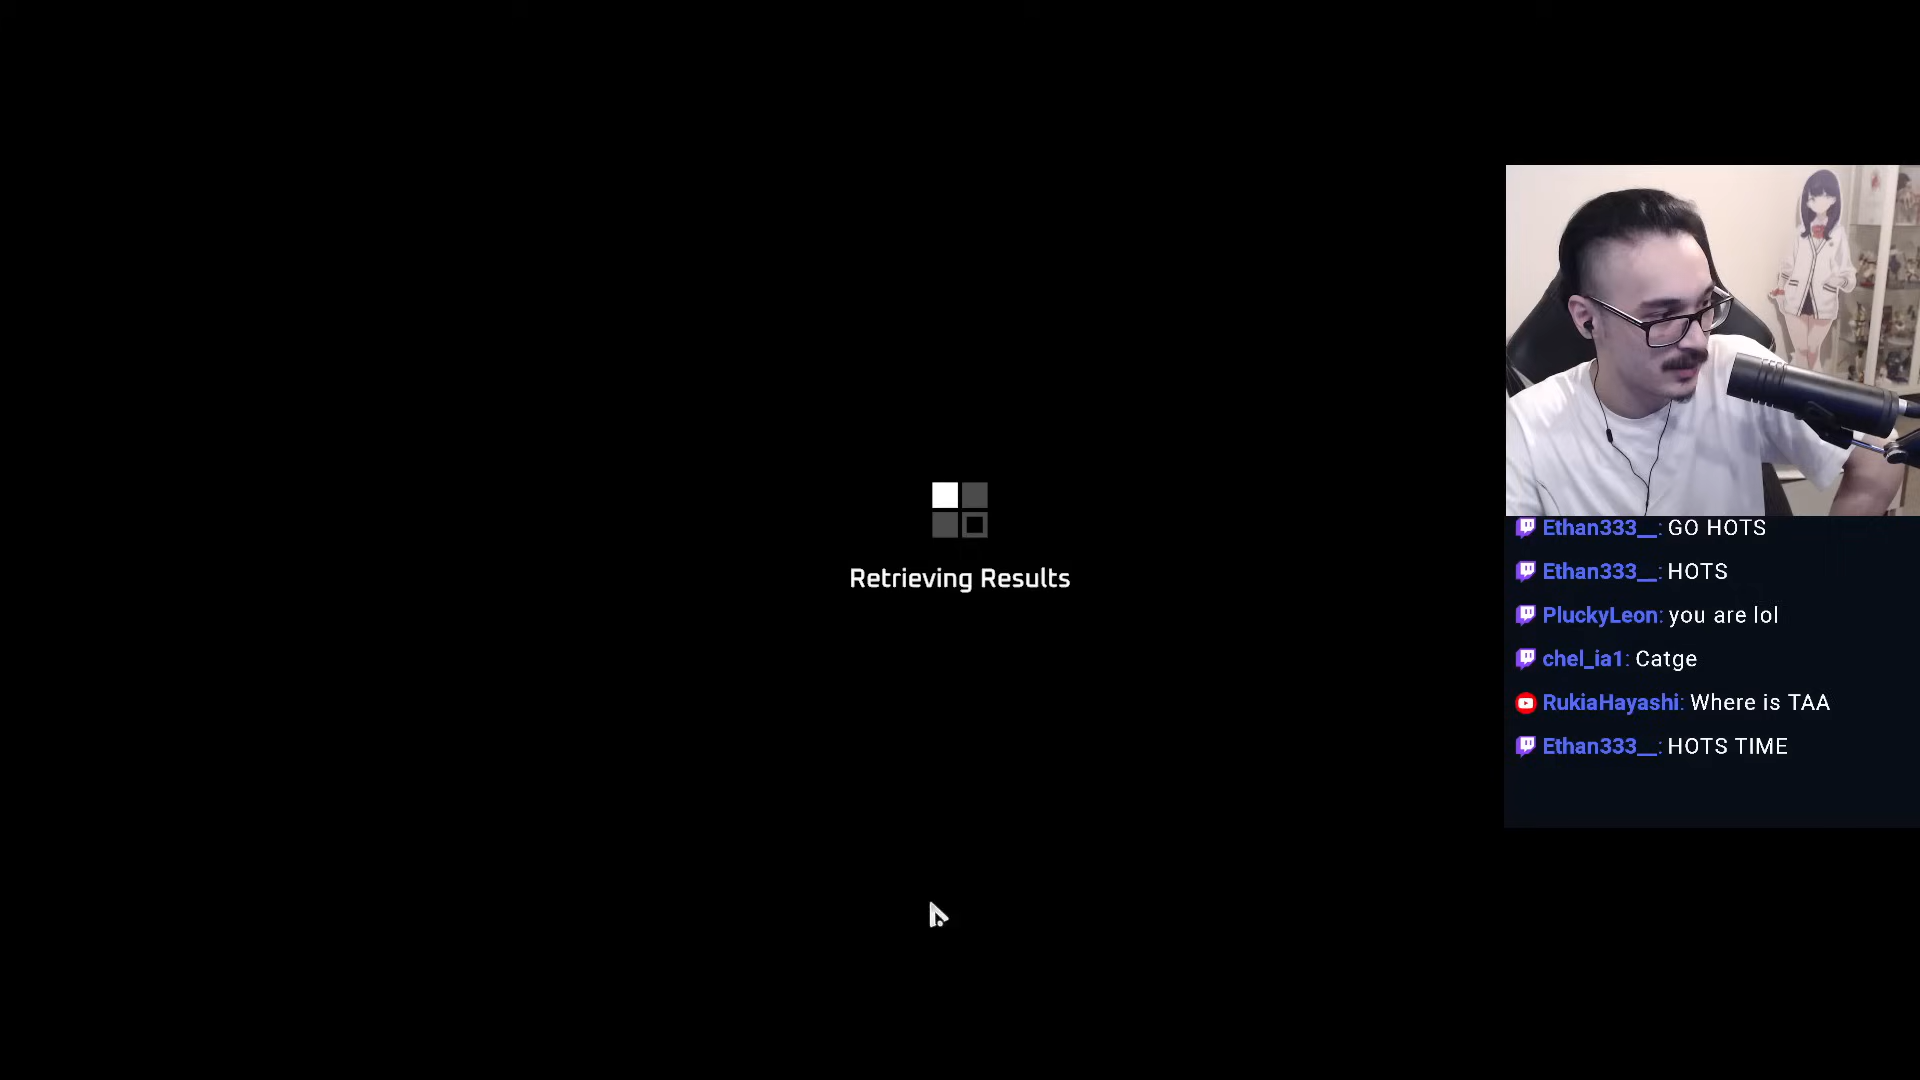 Retrieving Results
Ethan333__: GO HOTS
Ethan333__: HOTS
PluckyLeon: you are lol
chel_ia1: Catge
RukiaHayashi: Where is TAA
Ethan333__: HOTS TIME